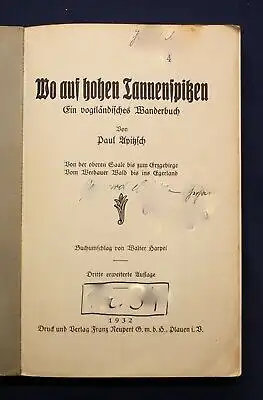 4
Wo auf hohen Tannenspitzen
Ein vogtländisches Wanderbuch
Von
Paul Apitzsch
Von der oberen Saale bis zum Erzgebirge
Vom Werdauer Wald bis ins Egerland
Buchumschlag von Walter Harpel
Dritte erweiterte Auflage
1932
Druck und Verlag Franz Neupert G. m. b. H., Plauen i. V.